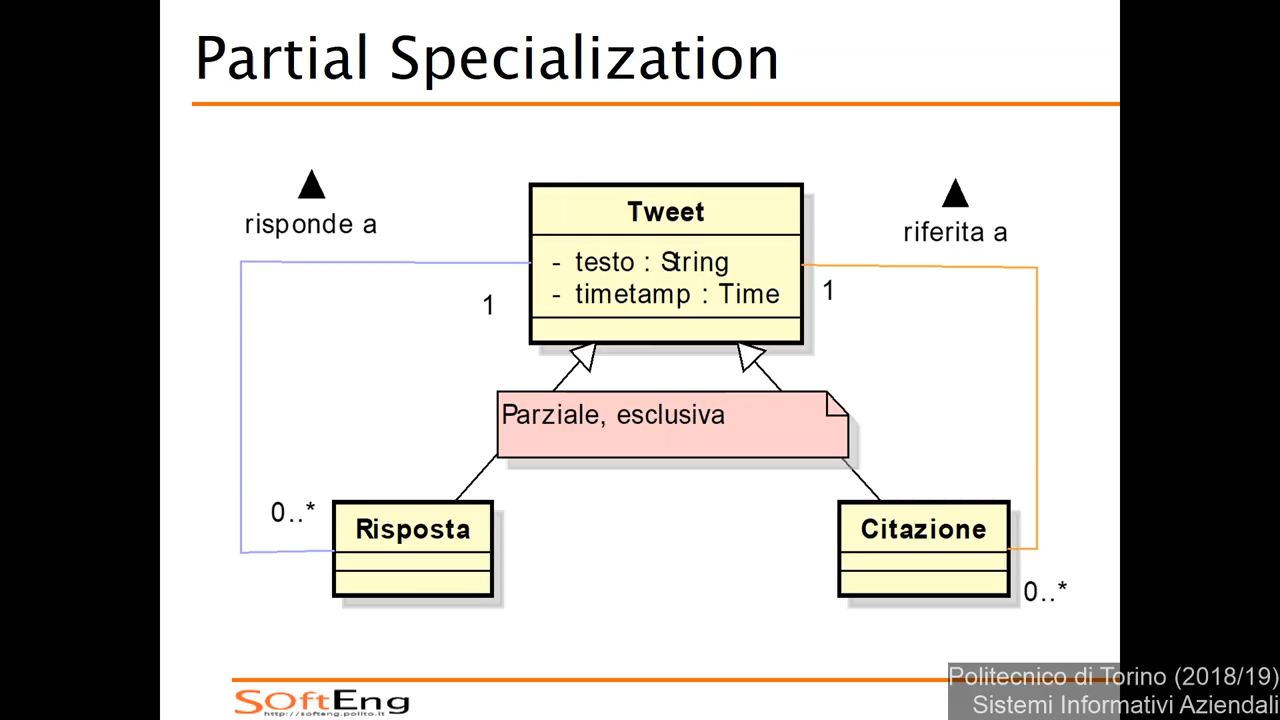 Partial Specialization
risponde a
riferita a
Tweet
- testo : String
- timetamp : Time
1
1
Parziale, esclusiva
0..*
Risposta
Citazione
0..*
SoftEng
http://softeng.polito.it
Politecnico di Torino (2018/19)
Sistemi Informativi Aziendali